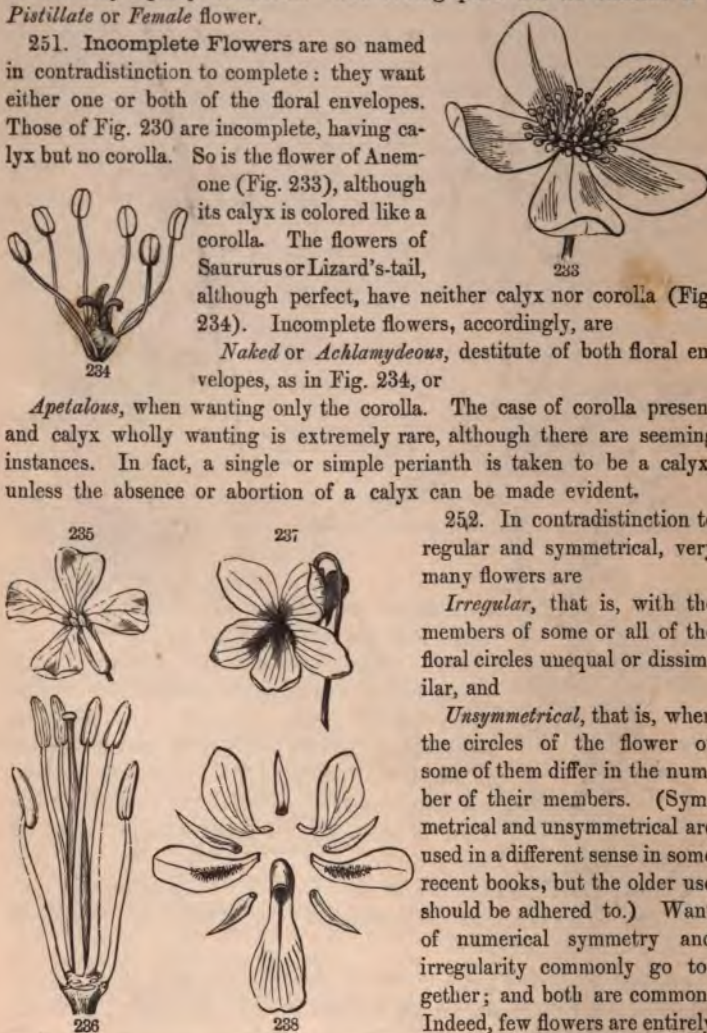 Pistillate or Female flower.
251. Incomplete Flowers are so named
in contradistinction to complete : they want
either one or both of the floral envelopes.
Those of Fig. 230 are incomplete, having ca-
lyx but no corolla. So is the flower of Anem-
one (Fig. 233), although
its calyx is colored like a
corolla. The flowers of
Saururus or Lizard's-tail,
233
although perfect, have neither calyx nor corolla (Fig
234). Incomplete flowers, accordingly, are
Naked or Achlamydeous, destitute of both floral en
234
velopes, as in Fig. 234, or
Apetalous, when wanting only the corolla. The case of corolla presen
and calyx wholly wanting is extremely rare, although there are seeming
instances. In fact, a single or simple perianth is taken to be a calyx
unless the absence or abortion of a calyx can be made evident.
235
237
252. In contradistinction t
regular and symmetrical, very
many flowers are
Irregular, that is, with th
members of some or all of th
floral circles unequal or dissim
ilar, and
Unsymmetrical, that is, when
the circles of the flower o
some of them differ in the num
ber of their members. (Sym
metrical and unsymmetrical ar
used in a different sense in some
recent books, but the older use
should be adhered to.) Wan
of numerical symmetry and
irregularity commonly go to
gether; and both are common
Indeed, few flowers are entirely
236
238